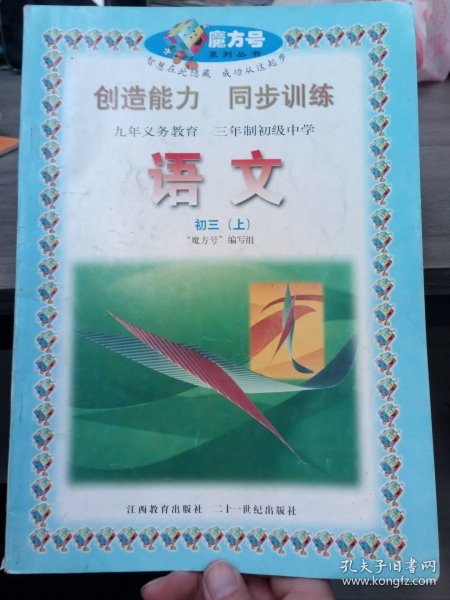 魔方号
系列丛书
智慧在此隐藏 成功从这起步
创造能力 同步训练
九年义务教育 三年制初级中学
语文
初三（上）
“魔方号”编写组
江西教育出版社 二十一世纪出版社
孔夫子旧书网
www.kongfz.com